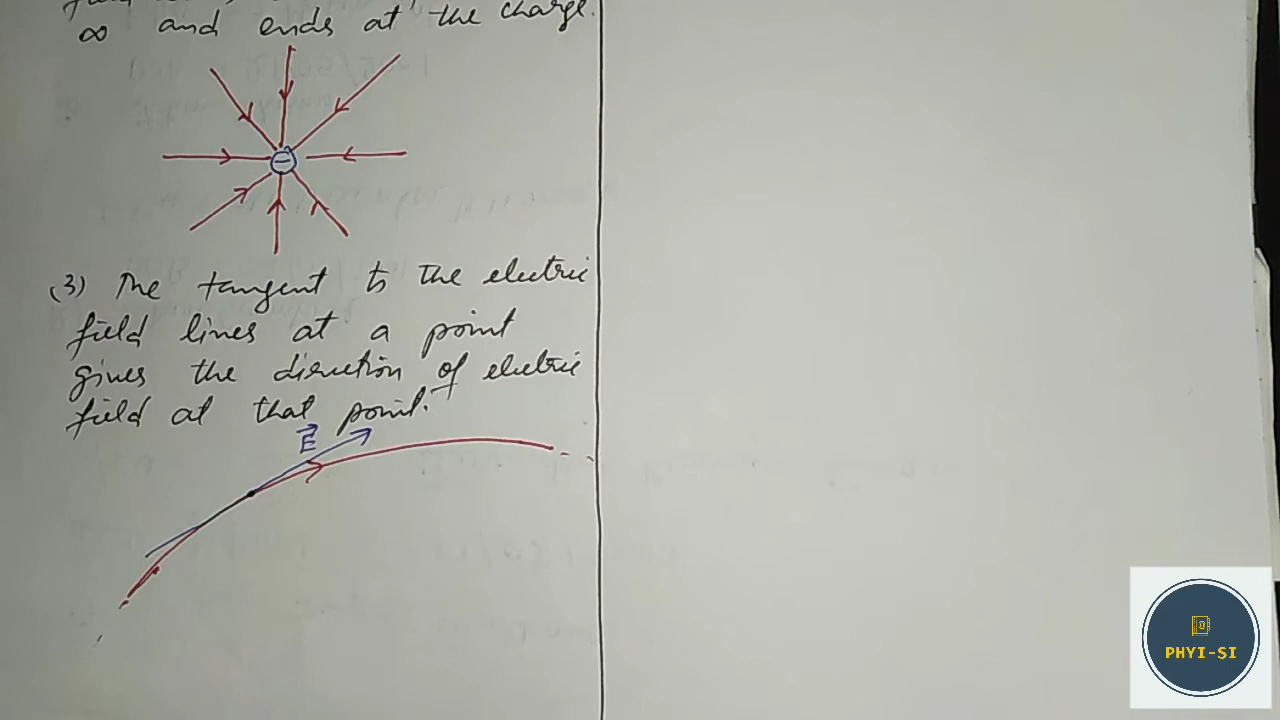 ∞ and ends at the charge.
(3) The tangent to the electric
field lines at a point
gives the direction of electric
field at that point.
E
PHYI-SI